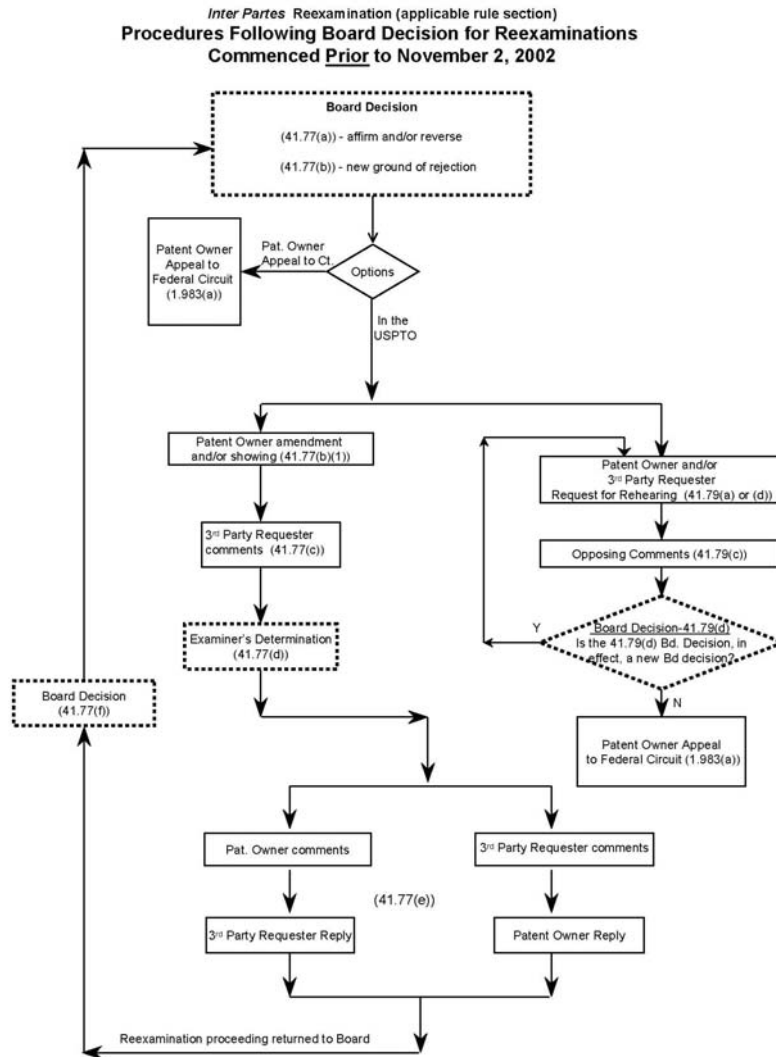 Inter Partes Reexamination (applicable rule section)
Procedures Following Board Decision for Reexaminations
Commenced Prior to November 2, 2002
Board Decision
(41.77(a)) - affirm and/or reverse
(41.77(b)) - new ground of rejection
Patent Owner
Appeal to
Federal Circuit
(1.983(a))
Pat. Owner
Appeal to Ct.
Options
In the
USPTO
Patent Owner amendment
and/or showing (41.77(b)(1))
3rd Party Requester
comments (41.77(c))
Examiner's Determination
(41.77(d))
Patent Owner and/or
3rd Party Requester
Request for Rehearing (41.79(a) or (d))
Opposing Comments (41.79(c))
Y
Board Decision-41.79(d)
Is the 41.79(d) Bd. Decision, in
effect, a new Bd decision?
N
Patent Owner Appeal
to Federal Circuit (1.983(a))
Board Decision
(41.77(f))
Pat. Owner comments
3rd Party Requester comments
(41.77(e))
3rd Party Requester Reply
Patent Owner Reply
Reexamination proceeding returned to Board